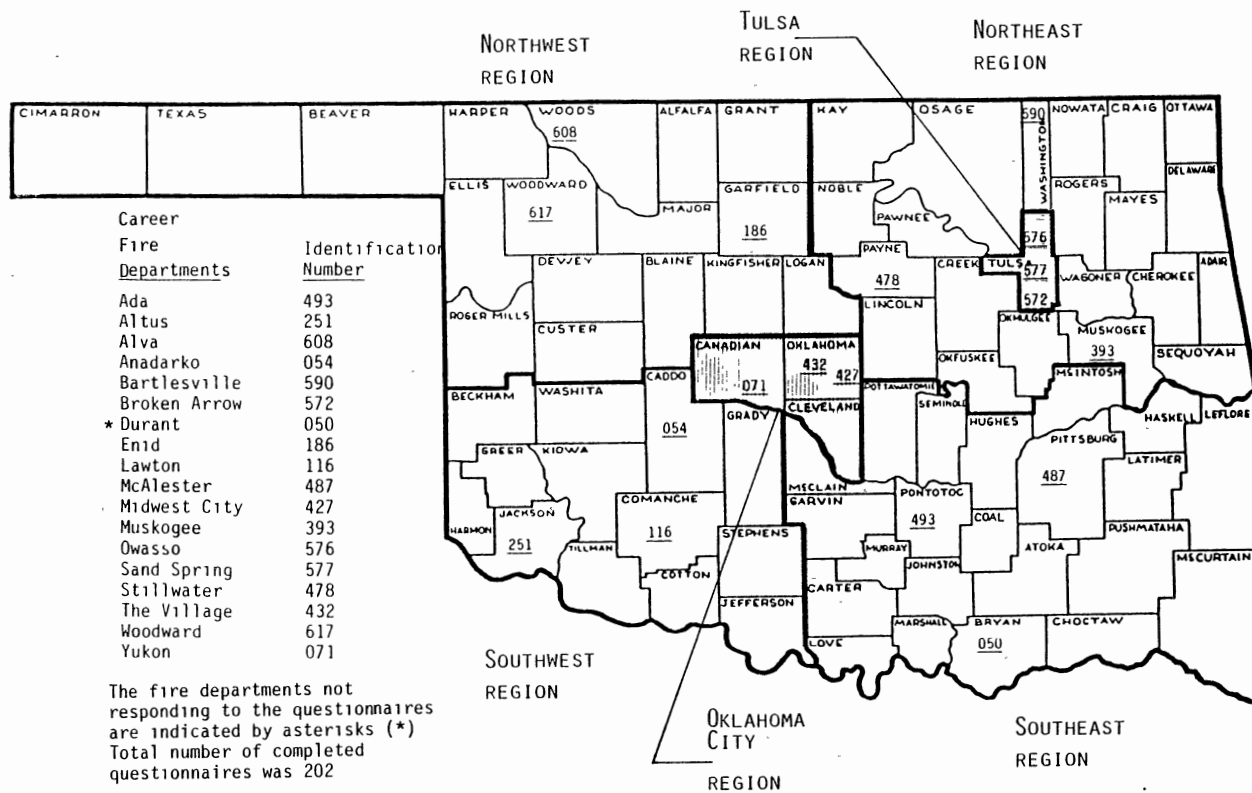 NORTHWEST
REGION
TULSA
REGION
NORTHEAST
REGION
CIMARRON
TEXAS
BEAVER
HARPER
WOODS
608
ALFALFA
GRANT
KAY
OSAGE
590
WASHINGTON
NOWATA
CRAIG
OTTAWA
DELAWARE
ELLIS
WOODWARD
617
MAJOR
GARFIELD
186
NOBLE
PAWNEE
ROGERS
MAYES
576
TULSA
577
572
PAYNE
478
CREEK
WAGONER
CHEROKEE
ADAIR
DEWEY
BLAINE
KINGFISHER
LOGAN
LINCOLN
ROGER MILLS
CUSTER
OKMULGEE
MUSKOGEE
393
SEQUOYAH
OKFUSKEE
MCINTOSH
CANADIAN
071
OKLAHOMA
432
427
CADDO
054
BECKHAM
WASHITA
GRADY
CLEVELAND
POTTAWATOMIE
SEMINOLE
HUGHES
HASKELL
LEFLORE
PITTSBURG
487
LATIMER
GREER
KIOWA
MCCLAIN
GARVIN
PONTOTOC
493
COAL
PUSHMATAHA
HARMON
JACKSON
251
TILLMAN
COMANCHE
116
STEPHENS
MURRAY
JOHNSTON
ATOKA
MCCURTAIN
COTTON
JEFFERSON
CARTER
LOVE
MARSHALL
BRYAN
050
CHOCTAW
Career
Fire Identification
Departments Number
Ada 493
Altus 251
Alva 608
Anadarko 054
Bartlesville 590
Broken Arrow 572
* Durant 050
Enid 186
Lawton 116
McAlester 487
Midwest City 427
Muskogee 393
Owasso 576
Sand Spring 577
Stillwater 478
The Village 432
Woodward 617
Yukon 071
The fire departments not
responding to the questionnaires
are indicated by asterisks (*)
Total number of completed
questionnaires was 202
SOUTHWEST
REGION
OKLAHOMA
CITY
REGION
SOUTHEAST
REGION